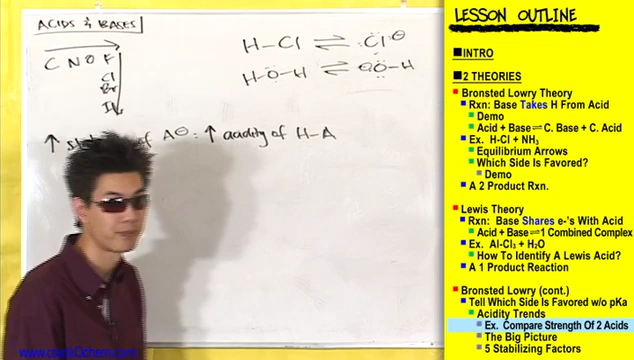 ACIDS & BASES
C N O F
Cl
Br
I
H-Cl ⇌ :Cl:⊖
H-Ö-H ⇌ ⊖:Ö-H
↑ of A⊖: ↑ acidity of H-A
LESSON OUTLINE
INTRO
2 THEORIES
Bronsted Lowry Theory
Rxn: Base Takes H From Acid
Demo
Acid + Base ⇌ C. Base + C. Acid
Ex. H-Cl + NH3
Equilibrium Arrows
Which Side Is Favored?
Demo
A 2 Product Rxn.
Lewis Theory
Rxn: Base Shares e-'s With Acid
Acid + Base ⇌ 1 Combined Complex
Ex. Al-Cl3 + H2O
How To Identify A Lewis Acid?
A 1 Product Reaction
Bronsted Lowry (cont.)
Tell Which Side Is Favored w/o pKa
Acidity Trends
Ex. Compare Strength Of 2 Acids
The Big Picture
5 Stabilizing Factors